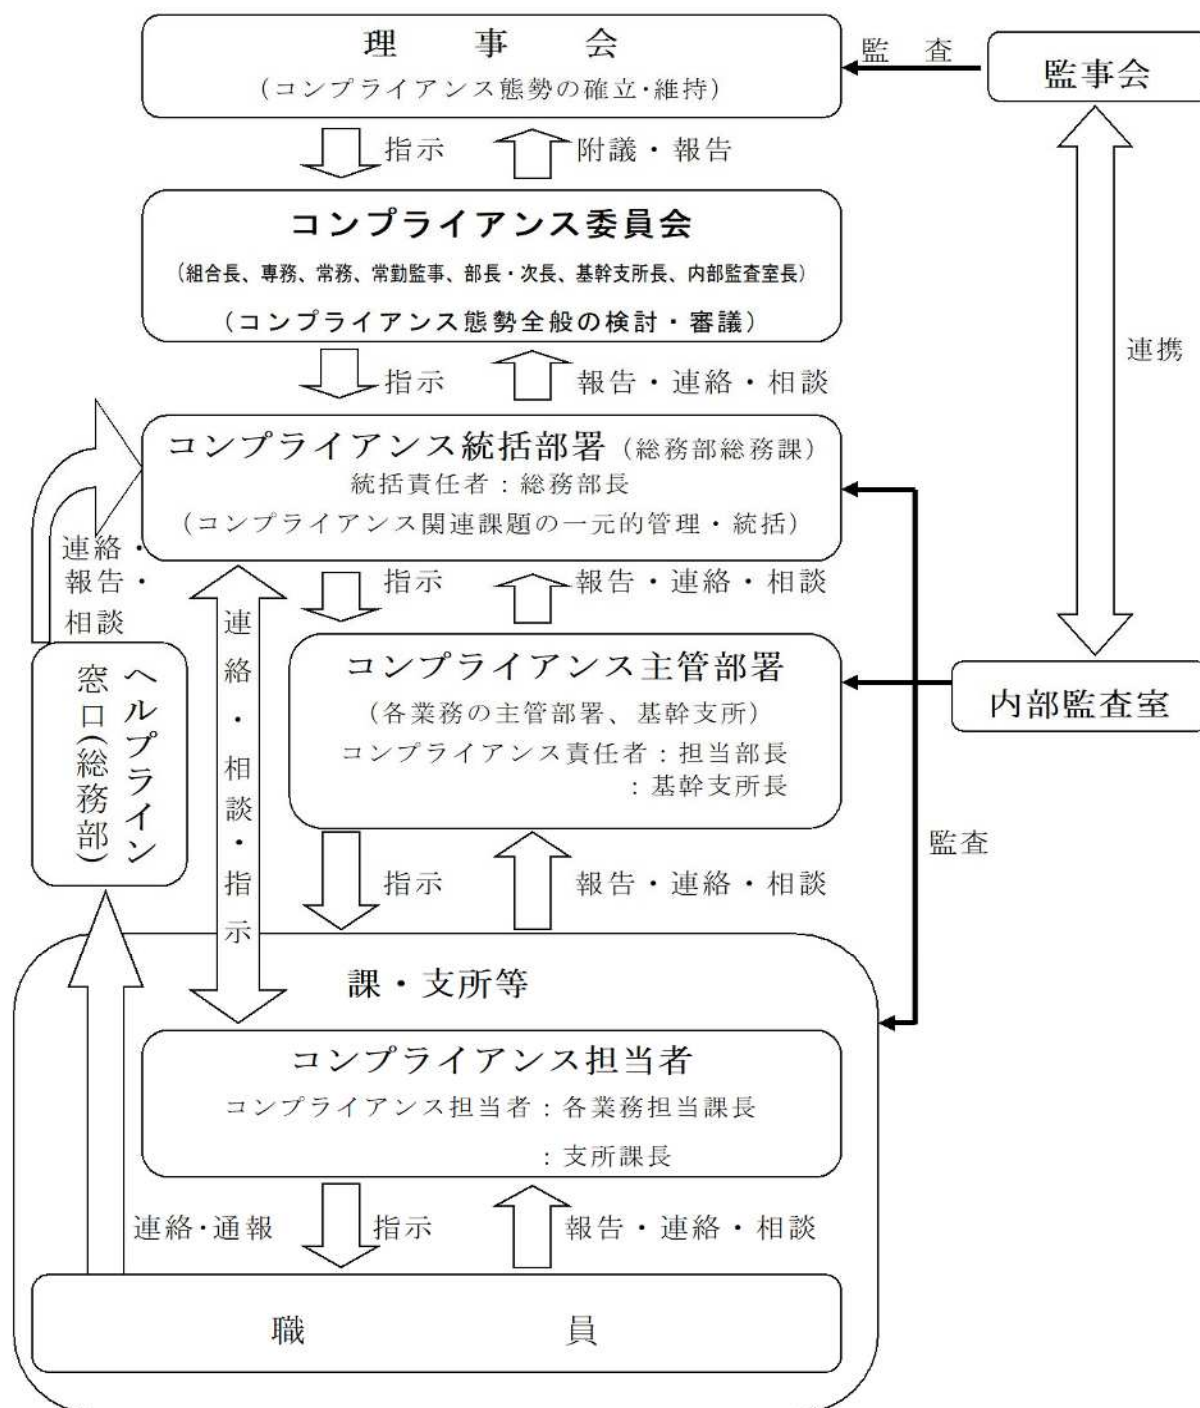 理事会
(コンプライアンス態勢の確立・維持)
監査
監事会
指示
附議・報告
コンプライアンス委員会
(組合長、専務、常務、常勤監事、部長・次長、基幹支所長、内部監査室長)
(コンプライアンス態勢全般の検討・審議)
連携
指示
報告・連絡・相談
コンプライアンス統括部署(総務部総務課)
統括責任者:総務部長
(コンプライアンス関連課題の一元的管理・統括)
連絡・
報告・
相談
連絡・相談・指示
指示
報告・連絡・相談
コンプライアンス主管部署
(各業務の主管部署、基幹支所)
コンプライアンス責任者:担当部長
:基幹支所長
内部監査室
ヘルプライン
窓口(総務部)
監査
指示
報告・連絡・相談
課・支所等
コンプライアンス担当者
コンプライアンス担当者:各業務担当課長
:支所課長
連絡・通報
指示
報告・連絡・相談
職員